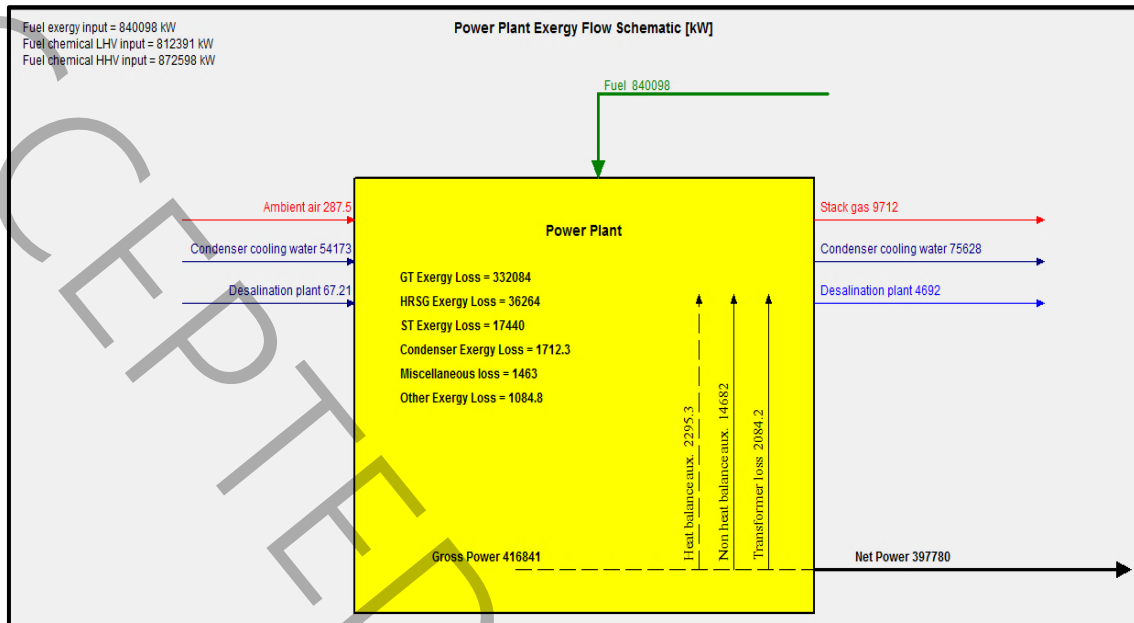 Fuel exergy input = 840098 kW
Fuel chemical LHV input = 812391 kW
Fuel chemical HHV input = 872598 kW
Power Plant Exergy Flow Schematic [kW]
Fuel 840098
Ambient air 287.5
Condenser cooling water 54173
Desalination plant 67.21
Power Plant
GT Exergy Loss = 332084
HRSG Exergy Loss = 36264
ST Exergy Loss = 17440
Condenser Exergy Loss = 1712.3
Miscellaneous loss = 1463
Other Exergy Loss = 1084.8
Heat balance aux. 2295.3
Non heat balance aux. 14682
Transformer loss 2084.2
Gross Power 416841
Stack gas 9712
Condenser cooling water 75628
Desalination plant 4692
Net Power 397780
CEPTED